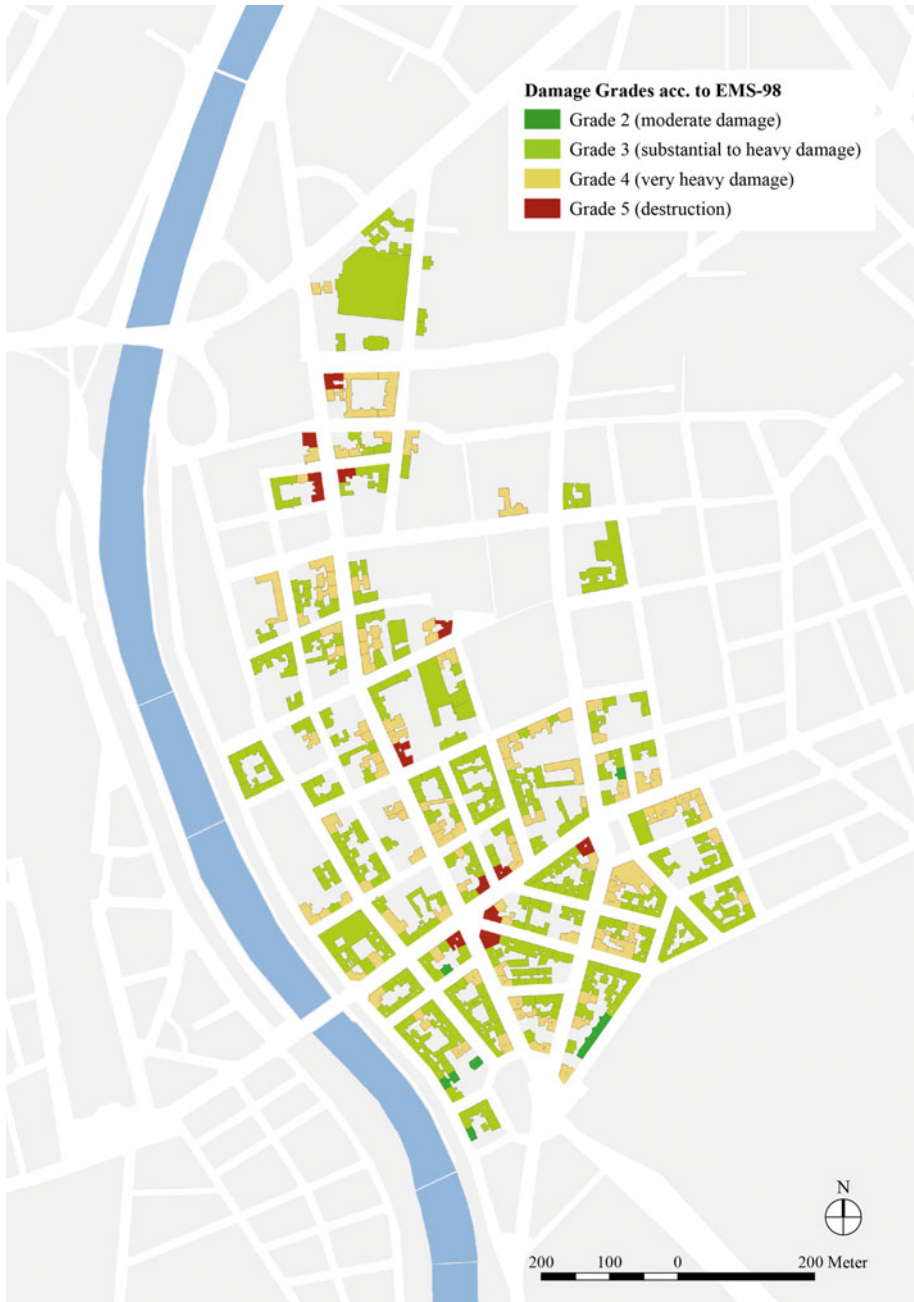 Damage Grades acc. to EMS-98
Grade 2 (moderate damage)
Grade 3 (substantial to heavy damage)
Grade 4 (very heavy damage)
Grade 5 (destruction)
N
200 100 0 200 Meter